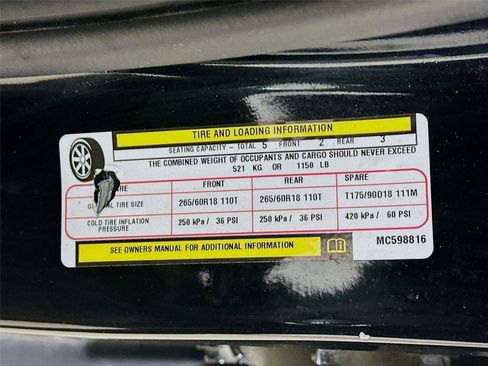 TIRE AND LOADING INFORMATION
SEATING CAPACITY - TOTAL 5 FRONT 2 REAR 3
THE COMBINED WEIGHT OF OCCUPANTS AND CARGO SHOULD NEVER EXCEED
521 KG OR 1150 LB
FRONT REAR SPARE
TIRE SIZE 265/60R18 110T 265/60R18 110T T175/90D18 111M
COLD TIRE INFLATION PRESSURE 250 kPa / 36 PSI 250 kPa / 36 PSI 420 kPa / 60 PSI
SEE OWNERS MANUAL FOR ADDITIONAL INFORMATION
MC598816